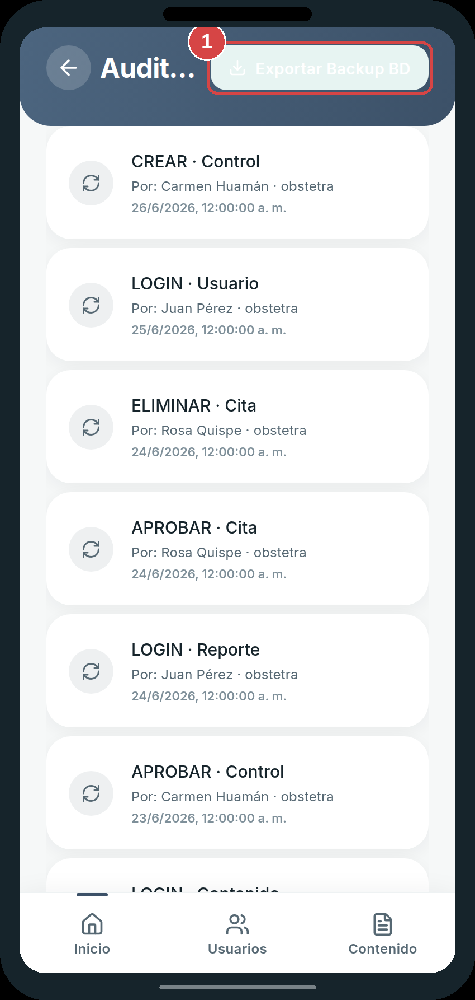 1
Audit...
Exportar Backup BD
CREAR · Control
Por: Carmen Huamán · obstetra
26/6/2026, 12:00:00 a. m.
LOGIN · Usuario
Por: Juan Pérez · obstetra
25/6/2026, 12:00:00 a. m.
ELIMINAR · Cita
Por: Rosa Quispe · obstetra
24/6/2026, 12:00:00 a. m.
APROBAR · Cita
Por: Rosa Quispe · obstetra
24/6/2026, 12:00:00 a. m.
LOGIN · Reporte
Por: Juan Pérez · obstetra
24/6/2026, 12:00:00 a. m.
APROBAR · Control
Por: Carmen Huamán · obstetra
23/6/2026, 12:00:00 a. m.
LOGIN · Contenido
Inicio
Usuarios
Contenido